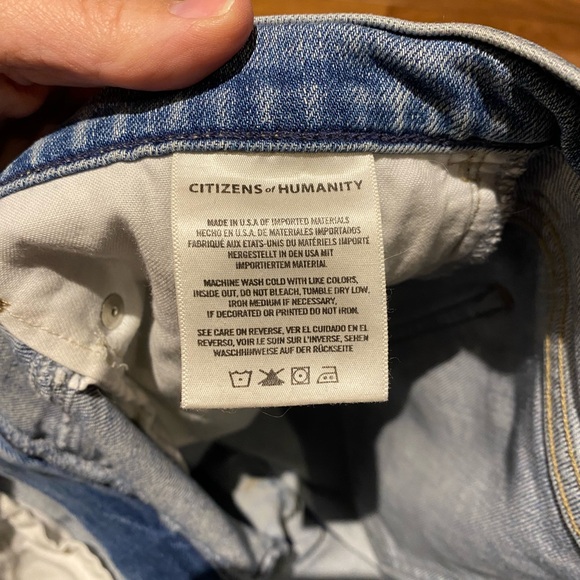 CITIZENS of HUMANITY
MADE IN U.S.A OF IMPORTED MATERIALS
HECHO EN U.S.A. DE MATERIALES IMPORTADOS
FABRIQUÉ AUX ETATS-UNIS DU MATÉRIELS IMPORTÉ
HERGESTELLT IN DEN USA MIT
IMPORTIERTEM MATERIAL
MACHINE WASH COLD WITH LIKE COLORS,
INSIDE OUT, DO NOT BLEACH, TUMBLE DRY LOW,
IRON MEDIUM IF NECESSARY,
IF DECORATED OR PRINTED DO NOT IRON.
SEE CARE ON REVERSE, VER EL CUIDADO EN EL
REVERSO, VOIR LE SOIN SUR L'INVERSE, SEHEN
WASCHHINWEISE AUF DER RÜCKSEITE